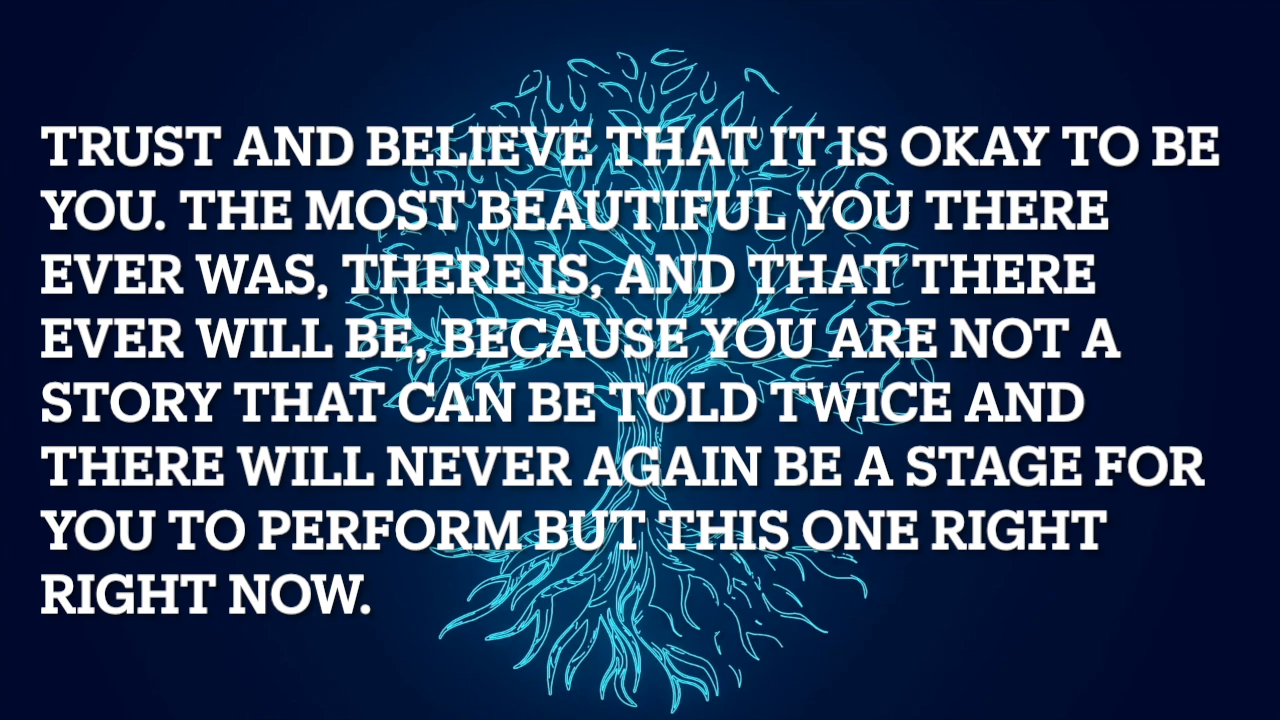 TRUST AND BELIEVE THAT IT IS OKAY TO BE
YOU. THE MOST BEAUTIFUL YOU THERE
EVER WAS, THERE IS, AND THAT THERE
EVER WILL BE, BECAUSE YOU ARE NOT A
STORY THAT CAN BE TOLD TWICE AND
THERE WILL NEVER AGAIN BE A STAGE FOR
YOU TO PERFORM BUT THIS ONE RIGHT
RIGHT NOW.